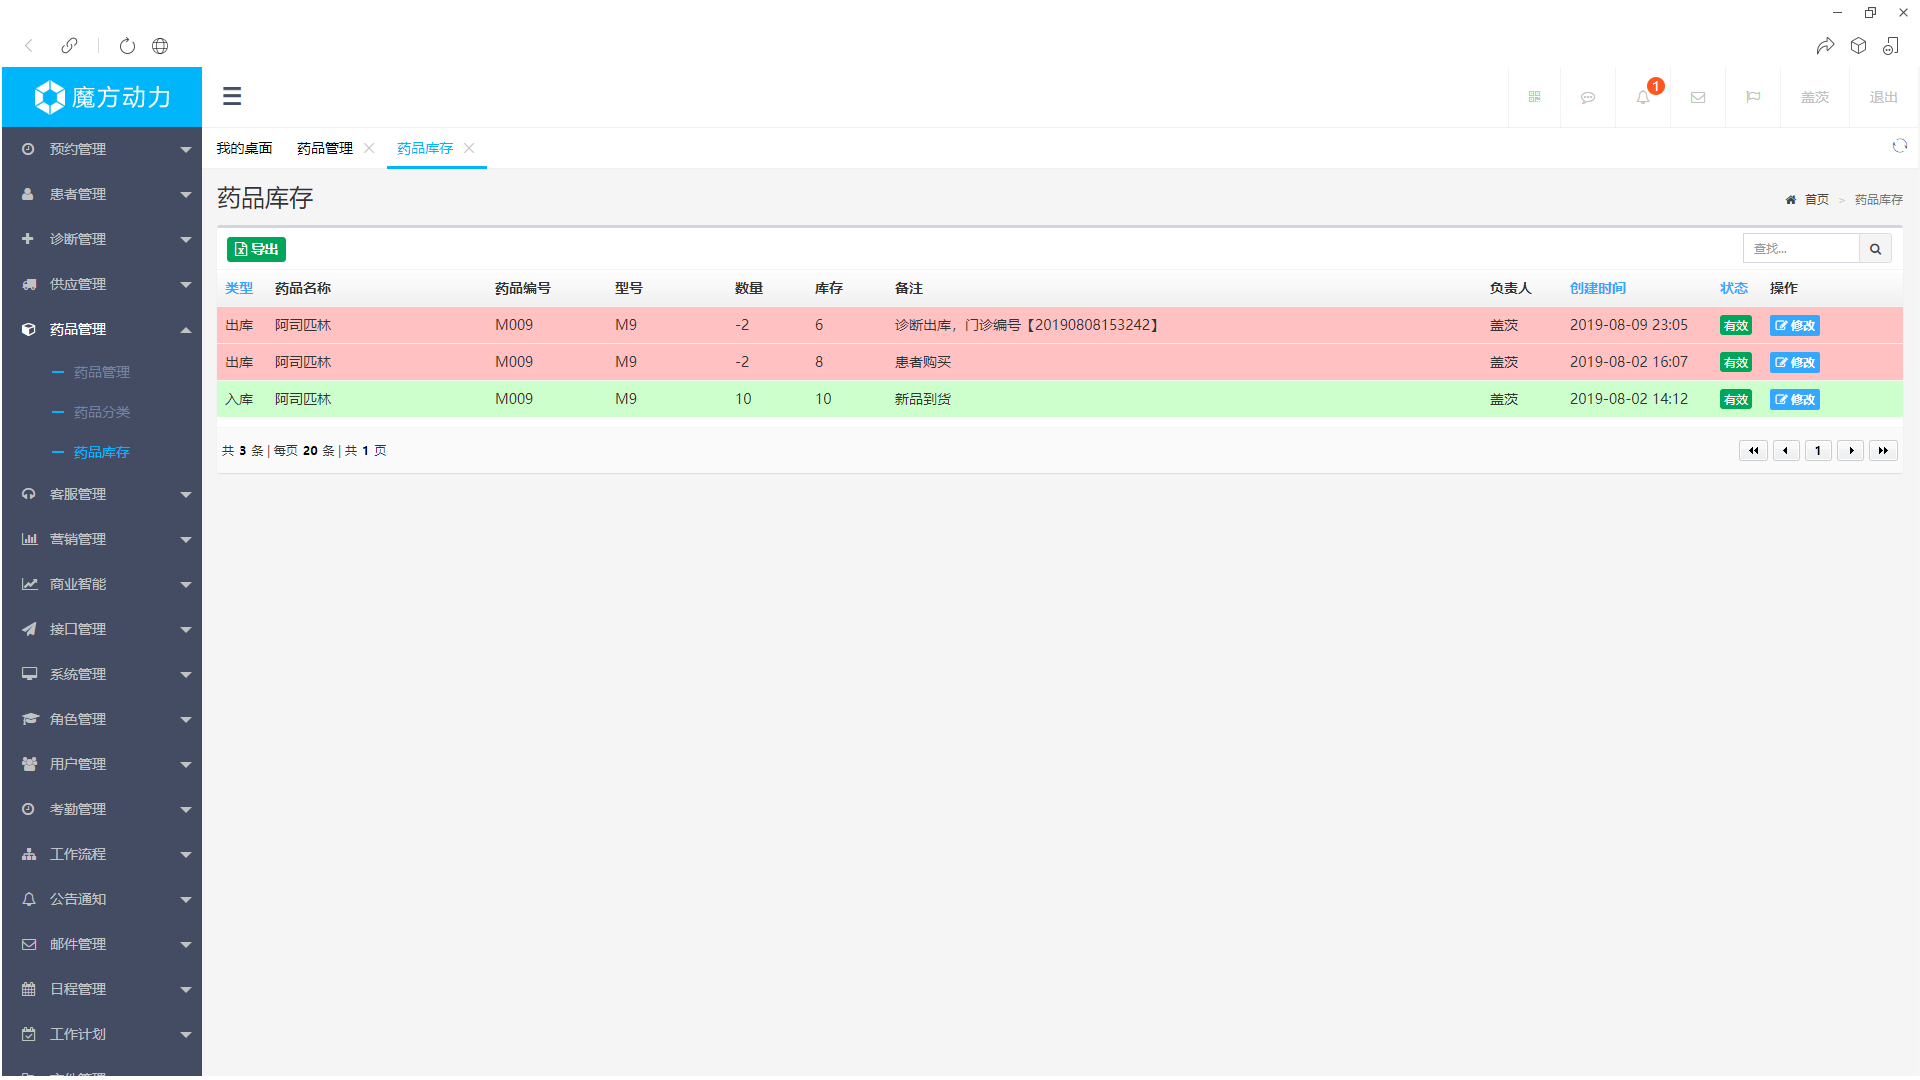 魔方动力
1
盖茨
退出
预约管理
患者管理
诊断管理
供应管理
药品管理
药品管理
药品分类
药品库存
客服管理
营销管理
商业智能
接口管理
系统管理
角色管理
用户管理
考勤管理
工作流程
公告通知
邮件管理
日程管理
工作计划
我的桌面 药品管理 药品库存
药品库存
首页 > 药品库存
导出
查找...
类型 药品名称 药品编号 型号 数量 库存 备注 负责人 创建时间 状态 操作
出库 阿司匹林 M009 M9 -2 6 诊断出库，门诊编号【20190808153242】 盖茨 2019-08-09 23:05 有效 修改
出库 阿司匹林 M009 M9 -2 8 患者购买 盖茨 2019-08-02 16:07 有效 修改
入库 阿司匹林 M009 M9 10 10 新品到货 盖茨 2019-08-02 14:12 有效 修改
共 3 条 | 每页 20 条 | 共 1 页
1